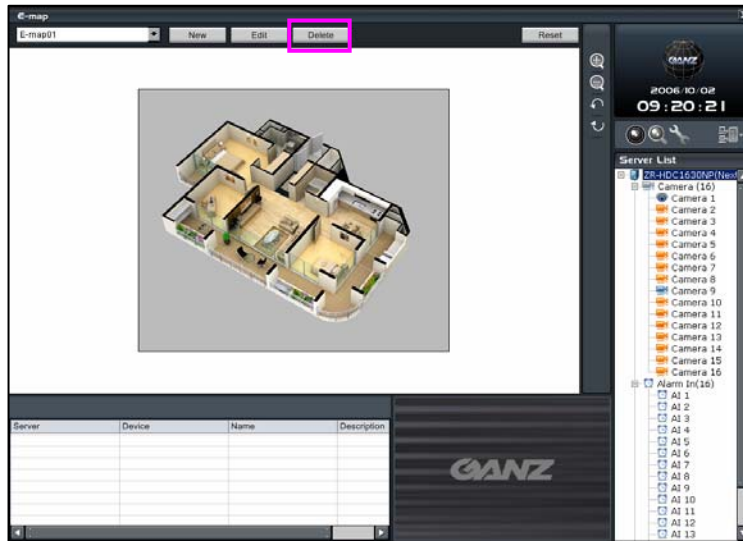 E-map
E-map01 New Edit Delete Reset
GANZ
2006/10/02
09:20:21
Server List
ZR-HDC1630NP(Next
Camera (16)
Camera 1
Camera 2
Camera 3
Camera 4
Camera 5
Camera 6
Camera 7
Camera 8
Camera 9
Camera 10
Camera 11
Camera 12
Camera 13
Camera 14
Camera 15
Camera 16
Alarm In(16)
AI 1
AI 2
AI 3
AI 4
AI 5
AI 6
AI 7
AI 8
AI 9
AI 10
AI 11
AI 12
AI 13
Server Device Name Description
GANZ